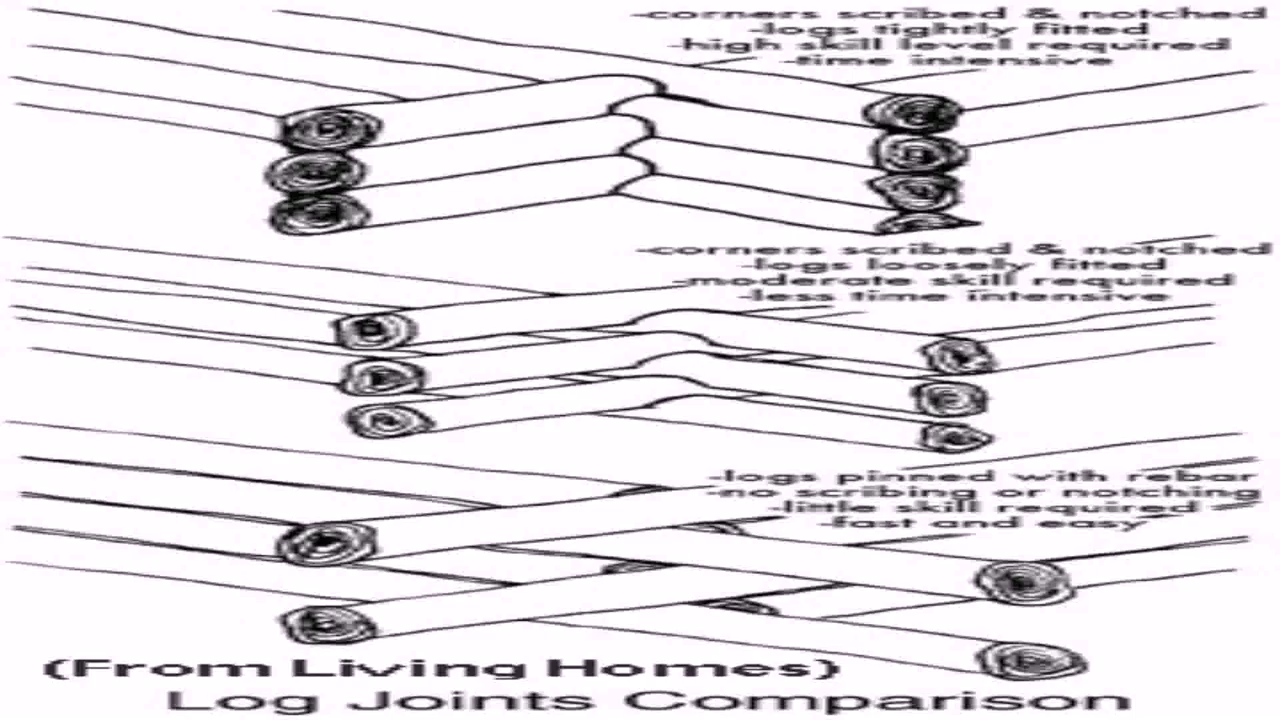 -corners scribed & notched
-logs tightly fitted
-high skill level required
-time intensive
-corners scribed & notched
-logs loosely fitted
-moderate skill required
-less time intensive
-logs pinned with rebar
-no scribing or notching
-little skill required
-fast and easy
(From Living Homes)
Log Joints Comparison